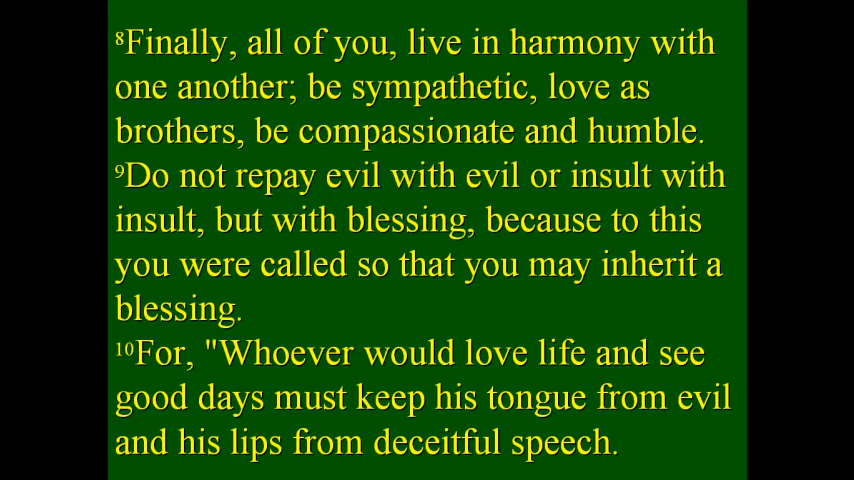 ⁸Finally, all of you, live in harmony with
one another; be sympathetic, love as
brothers, be compassionate and humble.
⁹Do not repay evil with evil or insult with
insult, but with blessing, because to this
you were called so that you may inherit a
blessing.
¹⁰For, "Whoever would love life and see
good days must keep his tongue from evil
and his lips from deceitful speech.